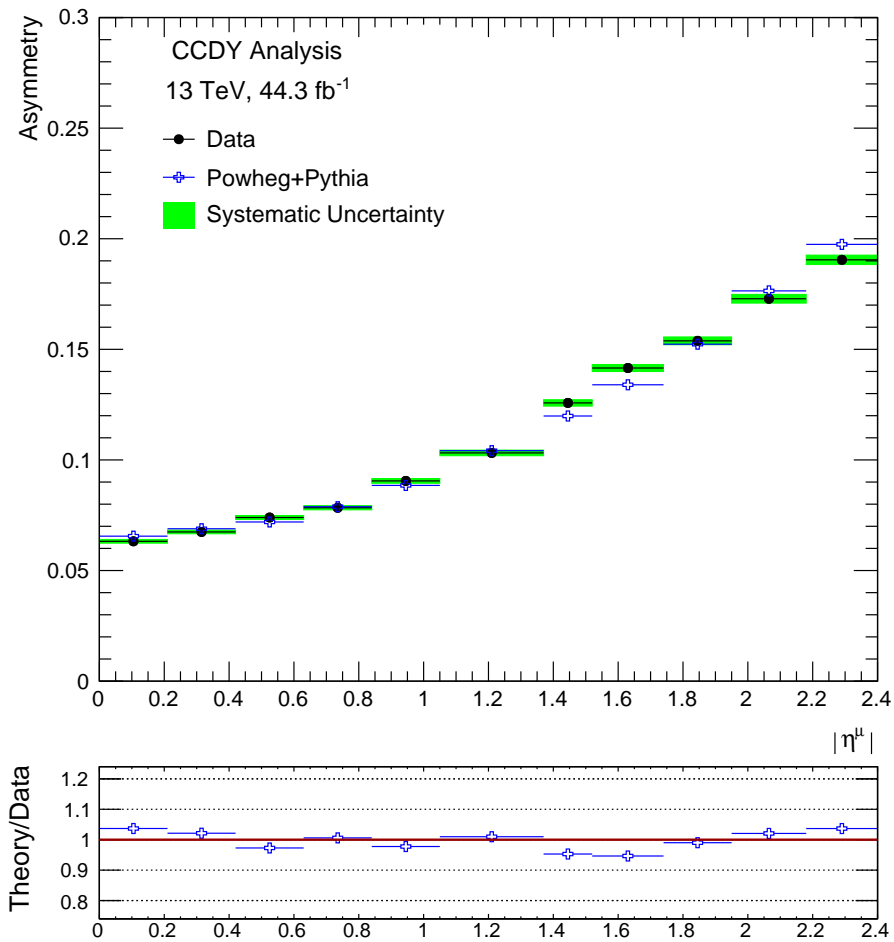 CCDY Analysis
13 TeV, 44.3 fb⁻¹
Data
Powheg+Pythia
Systematic Uncertainty
Asymmetry
0.3
0.25
0.2
0.15
0.1
0.05
0
0 0.2 0.4 0.6 0.8 1 1.2 1.4 1.6 1.8 2 2.2 2.4
|η^μ|
Theory/Data
1.2
1.1
1
0.9
0.8
0 0.2 0.4 0.6 0.8 1 1.2 1.4 1.6 1.8 2 2.2 2.4